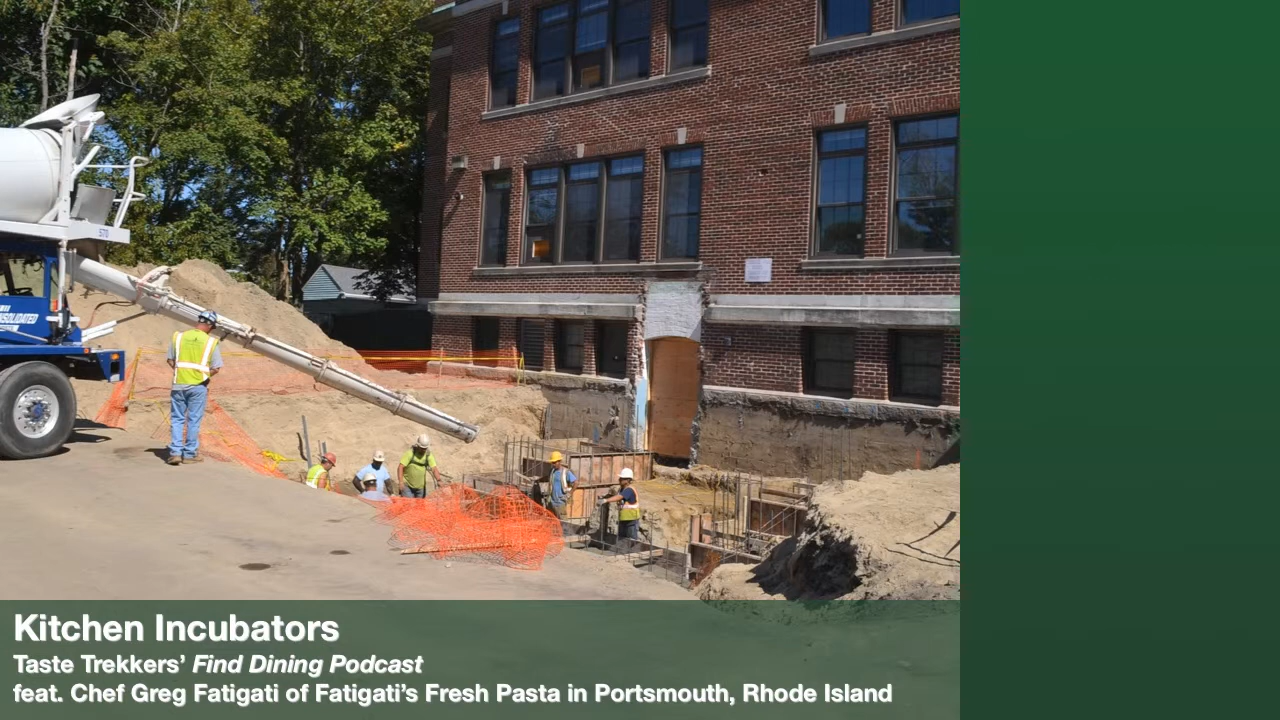 570
Kitchen Incubators
Taste Trekkers’ Find Dining Podcast
feat. Chef Greg Fatigati of Fatigati’s Fresh Pasta in Portsmouth, Rhode Island